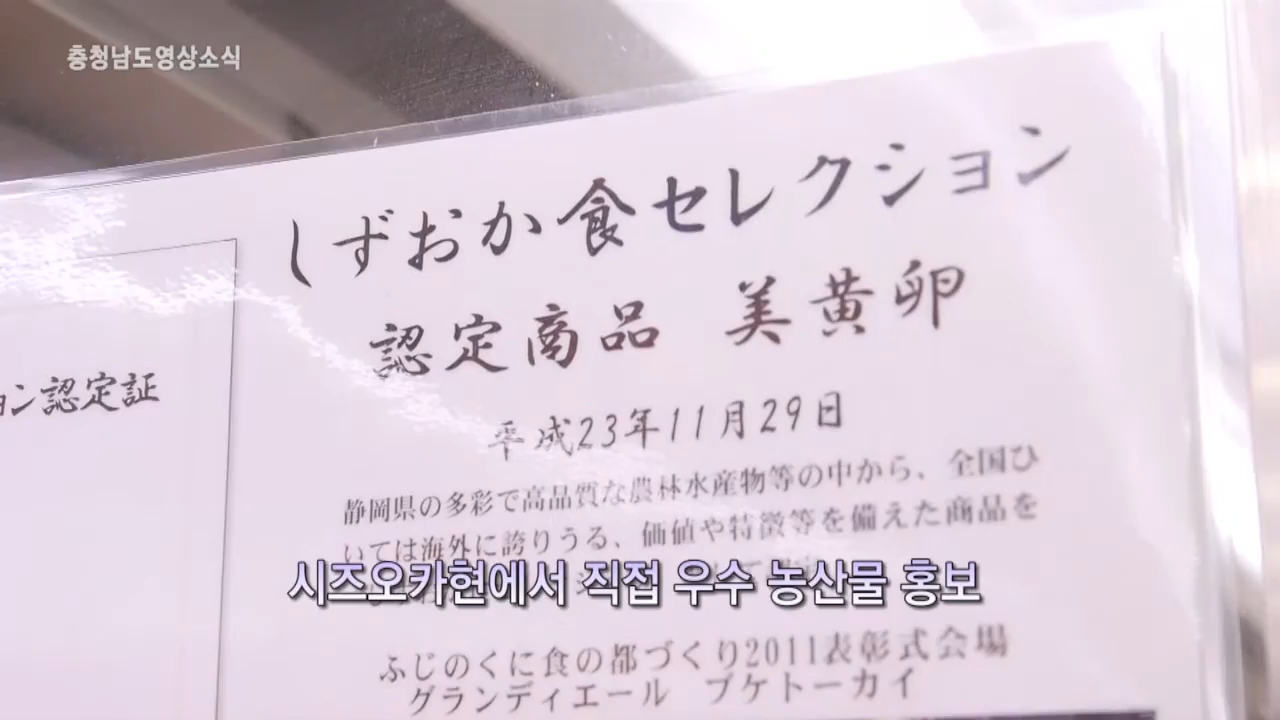 충청남도영상소식
しずおか食セレクション
認定商品 美黄卵
ョン認定証
平成23年11月29日
静岡県の多彩で高品質な農林水産物等の中から、全国ひ
いては海外に誇りうる、価値や特徴等を備えた商品を
시즈오카현에서 직접 우수 농산물 홍보
ふじのくに食の都づくり2011表彰式会場
グランディエール ブケトーカイ